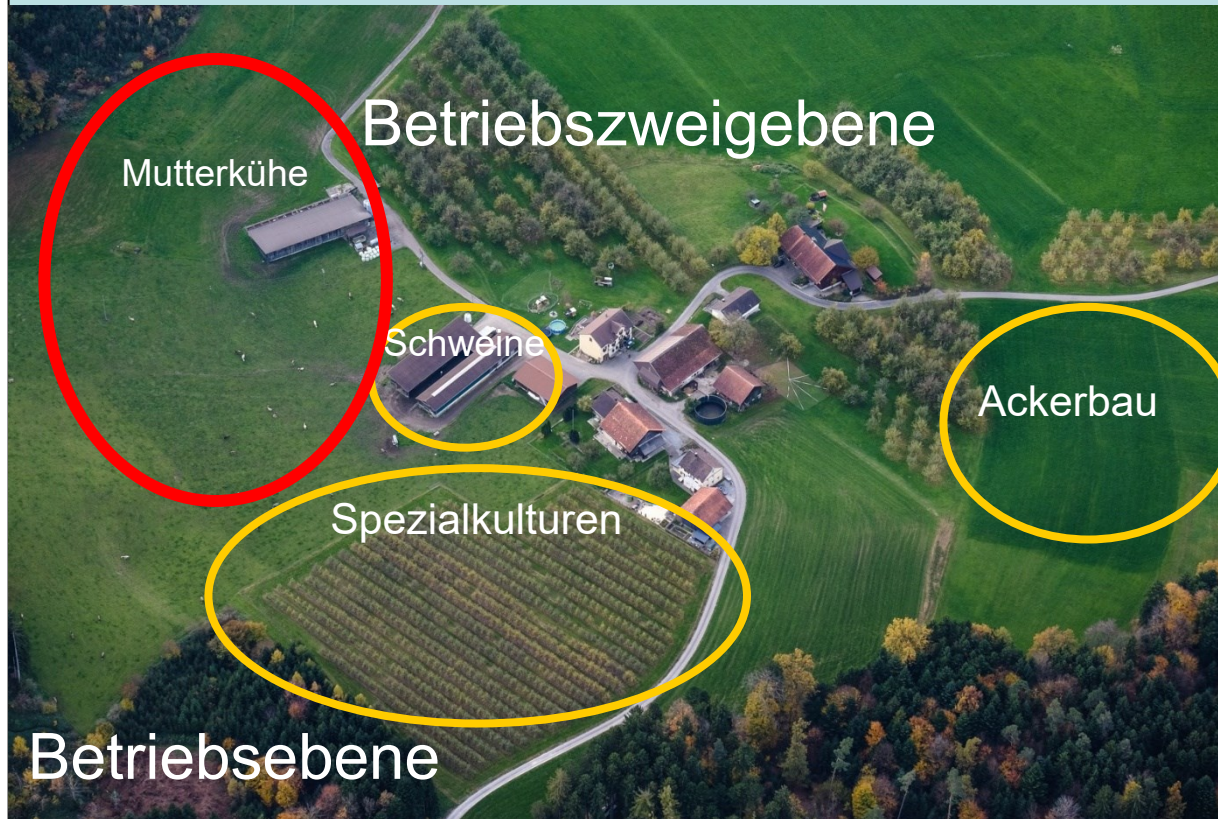 Betriebszweigebene
Mutterkühe
Schweine
Ackerbau
Spezialkulturen
Betriebsebene